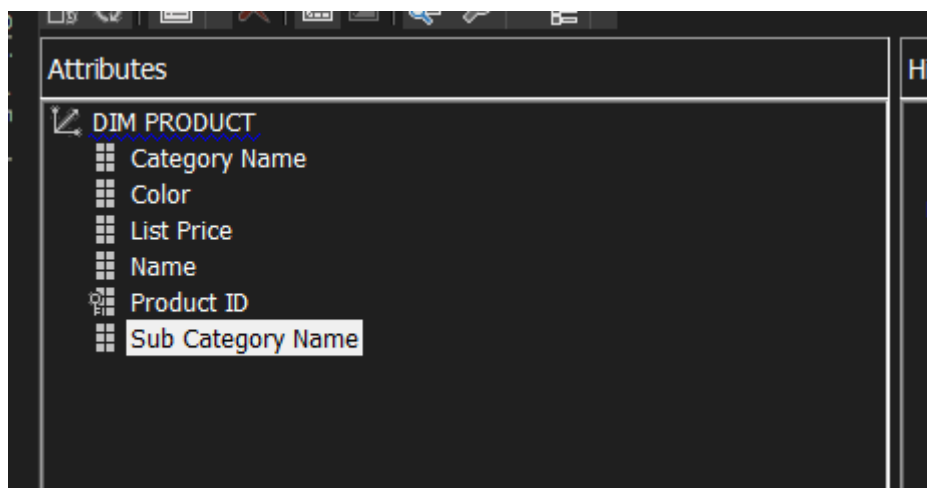 Attributes
DIM PRODUCT
Category Name
Color
List Price
Name
Product ID
Sub Category Name